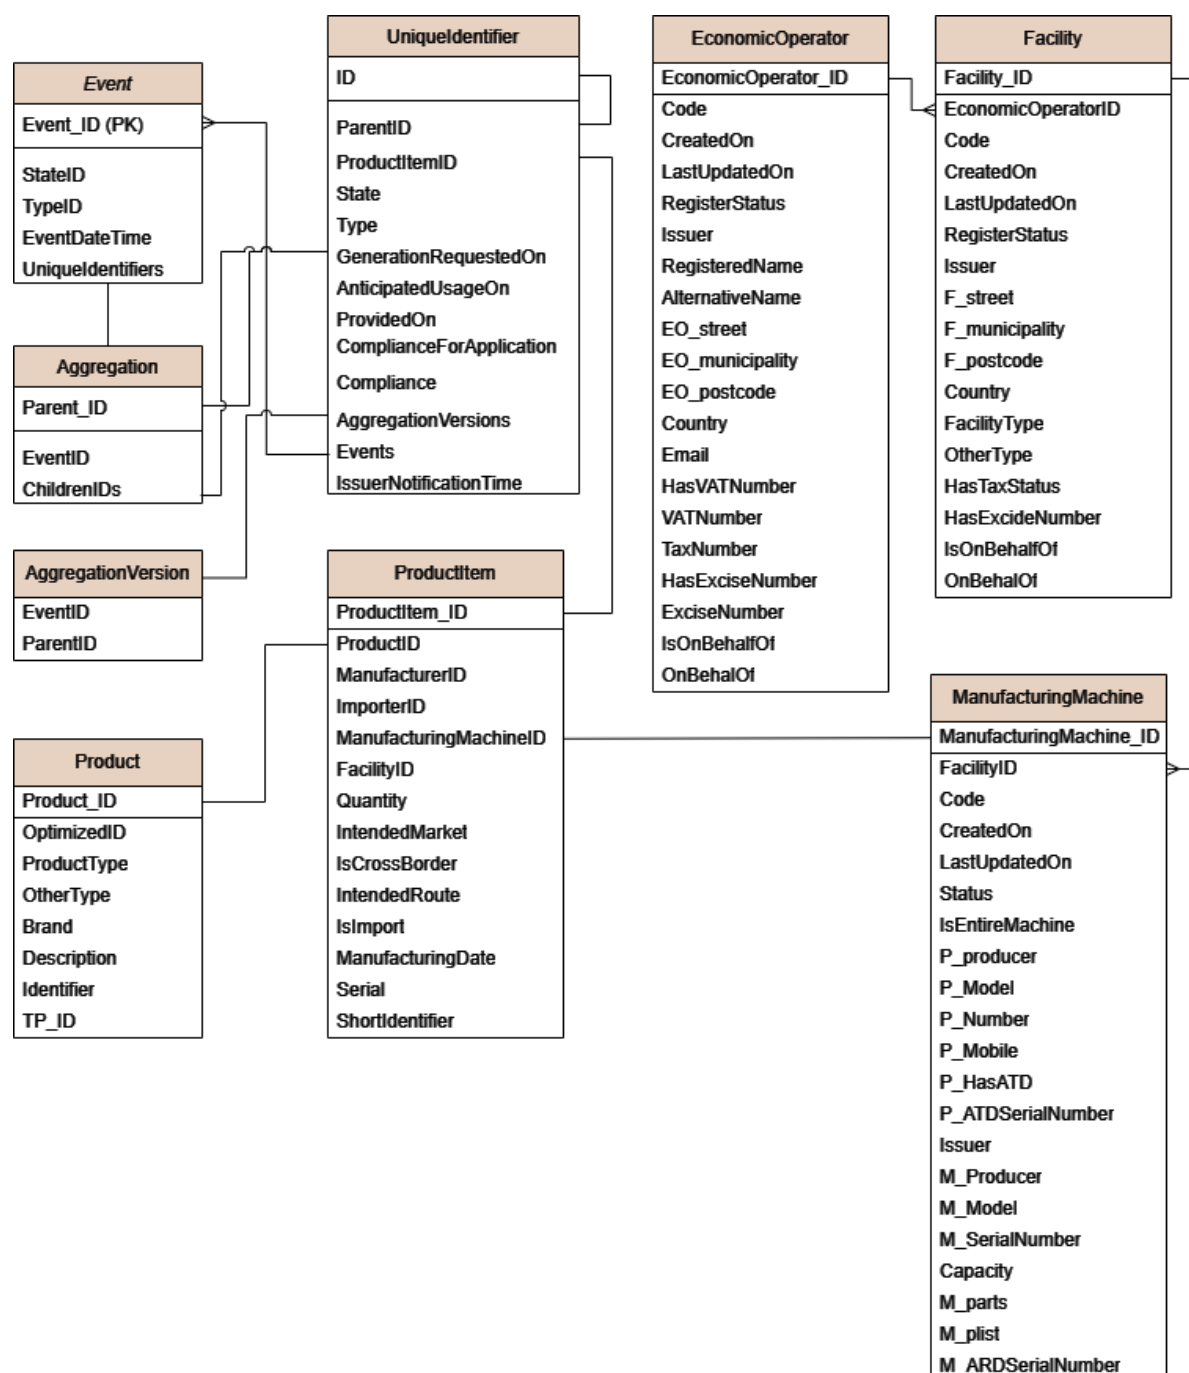 Event
Event_ID (PK)
StateID
TypeID
EventDateTime
UniqueIdentifiers
Aggregation
Parent_ID
EventID
ChildrenIDs
AggregationVersion
EventID
ParentID
Product
Product_ID
OptimizedID
ProductType
OtherType
Brand
Description
Identifier
TP_ID
UniqueIdentifier
ID
ParentID
ProductItemID
State
Type
GenerationRequestedOn
AnticipatedUsageOn
ProvidedOn
ComplianceForApplication
Compliance
AggregationVersions
Events
IssuerNotificationTime
ProductItem
ProductItem_ID
ProductID
ManufacturerID
ImporterID
ManufacturingMachineID
FacilityID
Quantity
IntendedMarket
IsCrossBorder
IntendedRoute
IsImport
ManufacturingDate
Serial
ShortIdentifier
EconomicOperator
EconomicOperator_ID
Code
CreatedOn
LastUpdatedOn
RegisterStatus
Issuer
RegisteredName
AlternativeName
EO_street
EO_municipality
EO_postcode
Country
Email
HasVATNumber
VATNumber
TaxNumber
HasExciseNumber
ExciseNumber
IsOnBehalfOf
OnBehalOf
Facility
Facility_ID
EconomicOperatorID
Code
CreatedOn
LastUpdatedOn
RegisterStatus
Issuer
F_street
F_municipality
F_postcode
Country
FacilityType
OtherType
HasTaxStatus
HasExcideNumber
IsOnBehalfOf
OnBehalOf
ManufacturingMachine
ManufacturingMachine_ID
FacilityID
Code
CreatedOn
LastUpdatedOn
Status
IsEntireMachine
P_producer
P_Model
P_Number
P_Mobile
P_HasATD
P_ATDSerialNumber
Issuer
M_Producer
M_Model
M_SerialNumber
Capacity
M_parts
M_plist
M_ARDSerialNumber